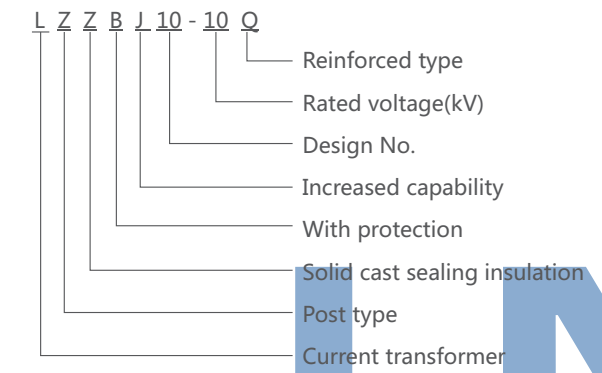 L Z Z B J 10 - 10 Q
Reinforced type
Rated voltage(kV)
Design No.
Increased capability
With protection
Solid cast sealing insulation
Post type
Current transformer